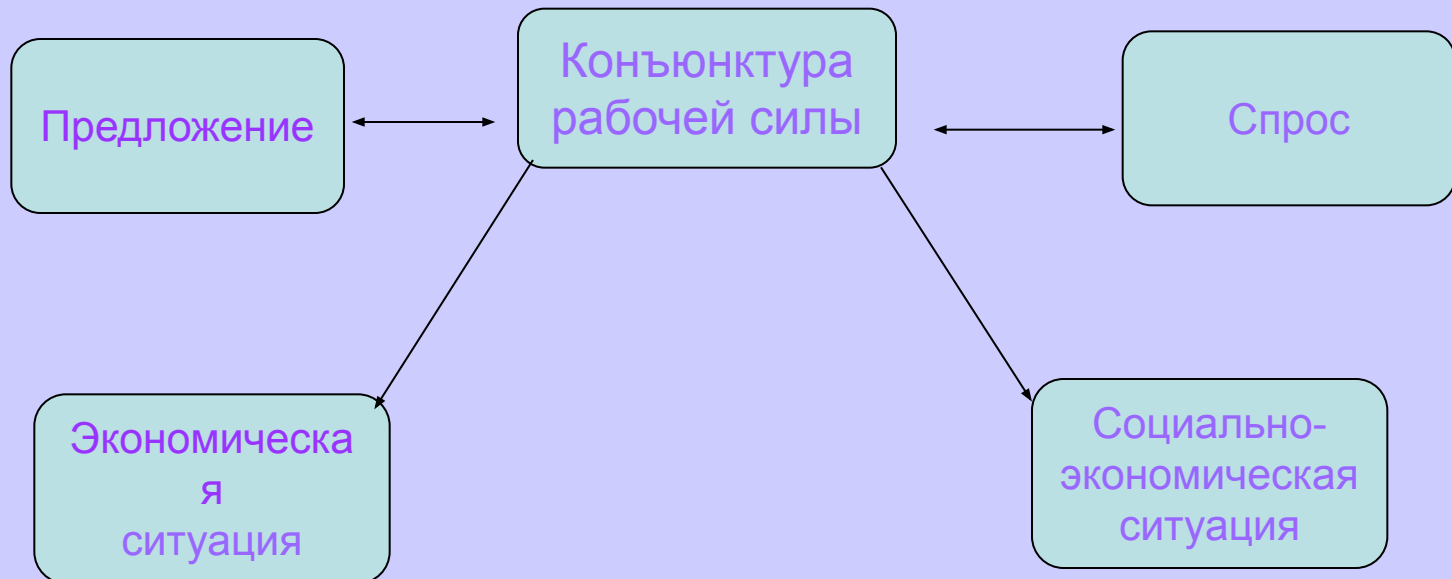 Предложение
Конъюнктура
рабочей силы
Спрос
Экономическа
я
ситуация
Социально-
экономическая
ситуация